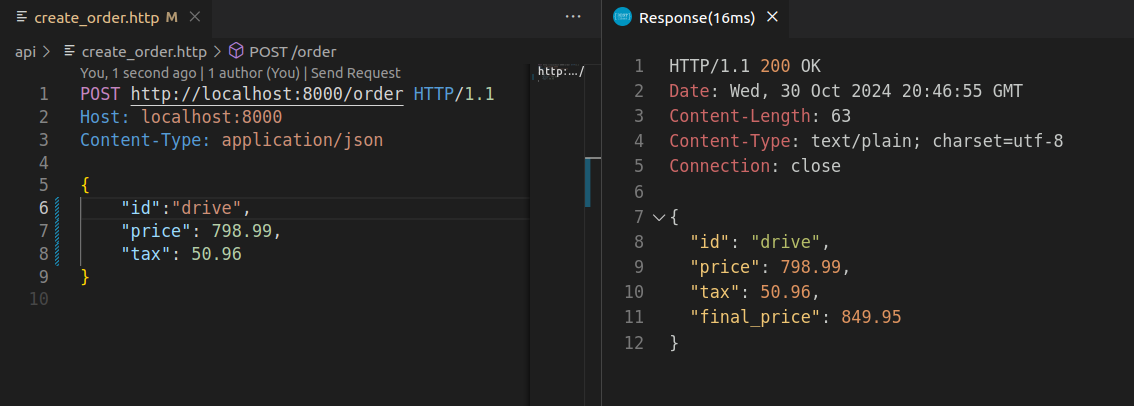 create_order.http M
api > create_order.http > POST /order
You, 1 second ago | 1 author (You) | Send Request
1 POST http://localhost:8000/order HTTP/1.1
2 Host: localhost:8000
3 Content-Type: application/json
4
5 {
6 "id":"drive",
7 "price": 798.99,
8 "tax": 50.96
9 }
10
http:…/
Response(16ms)
1 HTTP/1.1 200 OK
2 Date: Wed, 30 Oct 2024 20:46:55 GMT
3 Content-Length: 63
4 Content-Type: text/plain; charset=utf-8
5 Connection: close
6
7 {
8 "id": "drive",
9 "price": 798.99,
10 "tax": 50.96,
11 "final_price": 849.95
12 }